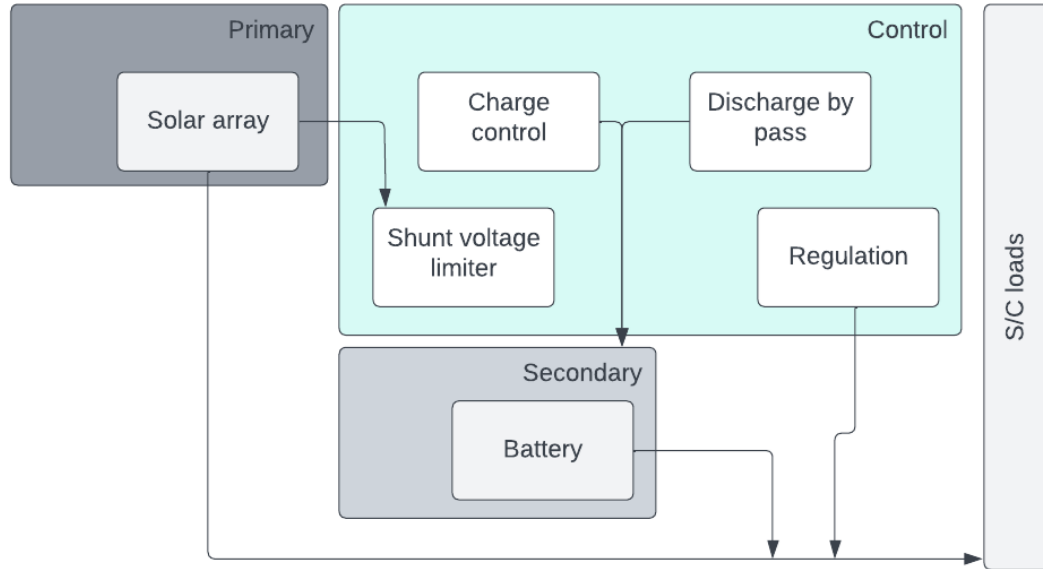 Primary
Control
Solar array
Charge
control
Discharge by
pass
Shunt voltage
limiter
Regulation
S/C loads
Secondary
Battery